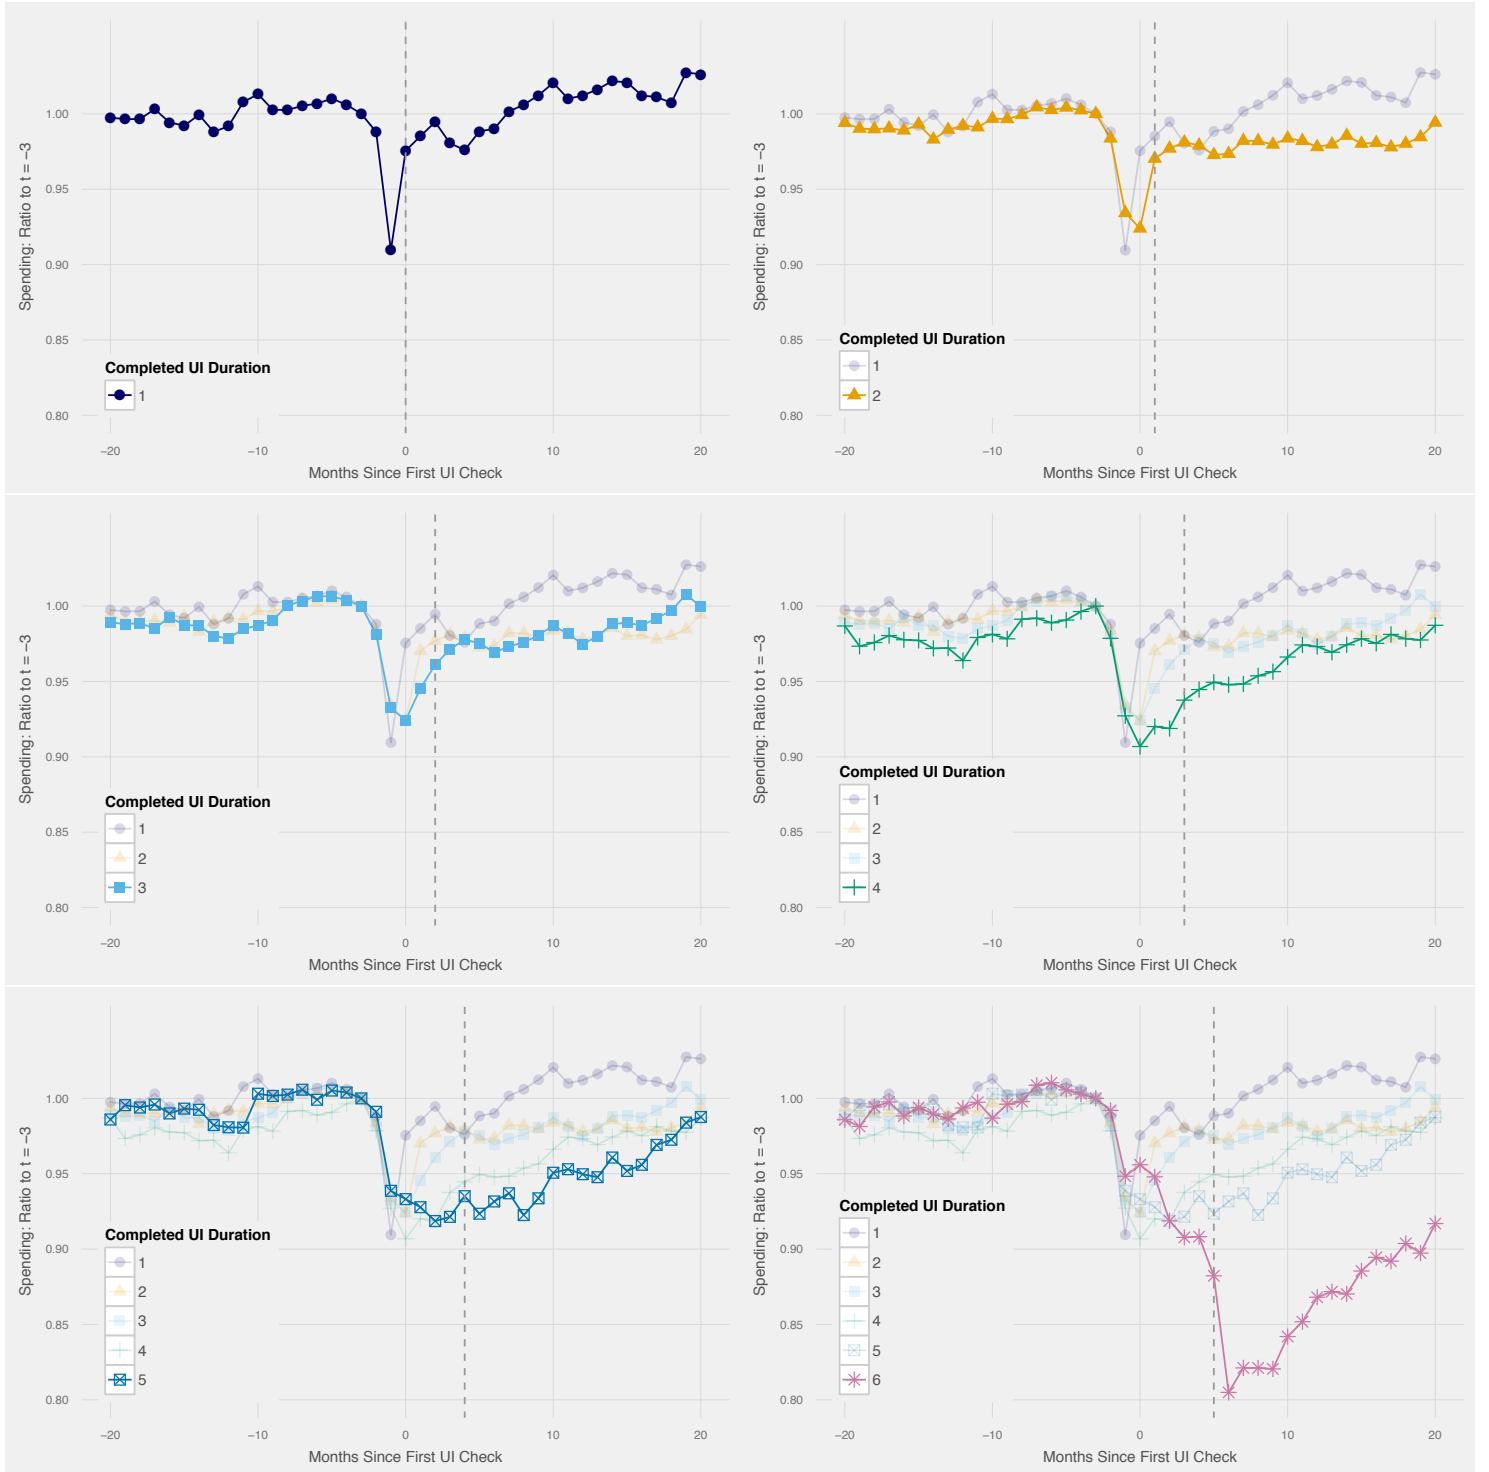 1.00
0.95
0.90
0.85
0.80
Spending: Ratio to t = −3
Completed UI Duration
1
−20 −10 0 10 20
Months Since First UI Check
1.00
0.95
0.90
0.85
0.80
Spending: Ratio to t = −3
Completed UI Duration
1
2
−20 −10 0 10 20
Months Since First UI Check
1.00
0.95
0.90
0.85
0.80
Spending: Ratio to t = −3
Completed UI Duration
1
2
3
−20 −10 0 10 20
Months Since First UI Check
1.00
0.95
0.90
0.85
0.80
Spending: Ratio to t = −3
Completed UI Duration
1
2
3
4
−20 −10 0 10 20
Months Since First UI Check
1.00
0.95
0.90
0.85
0.80
Spending: Ratio to t = −3
Completed UI Duration
1
2
3
4
5
−20 −10 0 10 20
Months Since First UI Check
1.00
0.95
0.90
0.85
0.80
Spending: Ratio to t = −3
Completed UI Duration
1
2
3
4
5
6
−20 −10 0 10 20
Months Since First UI Check